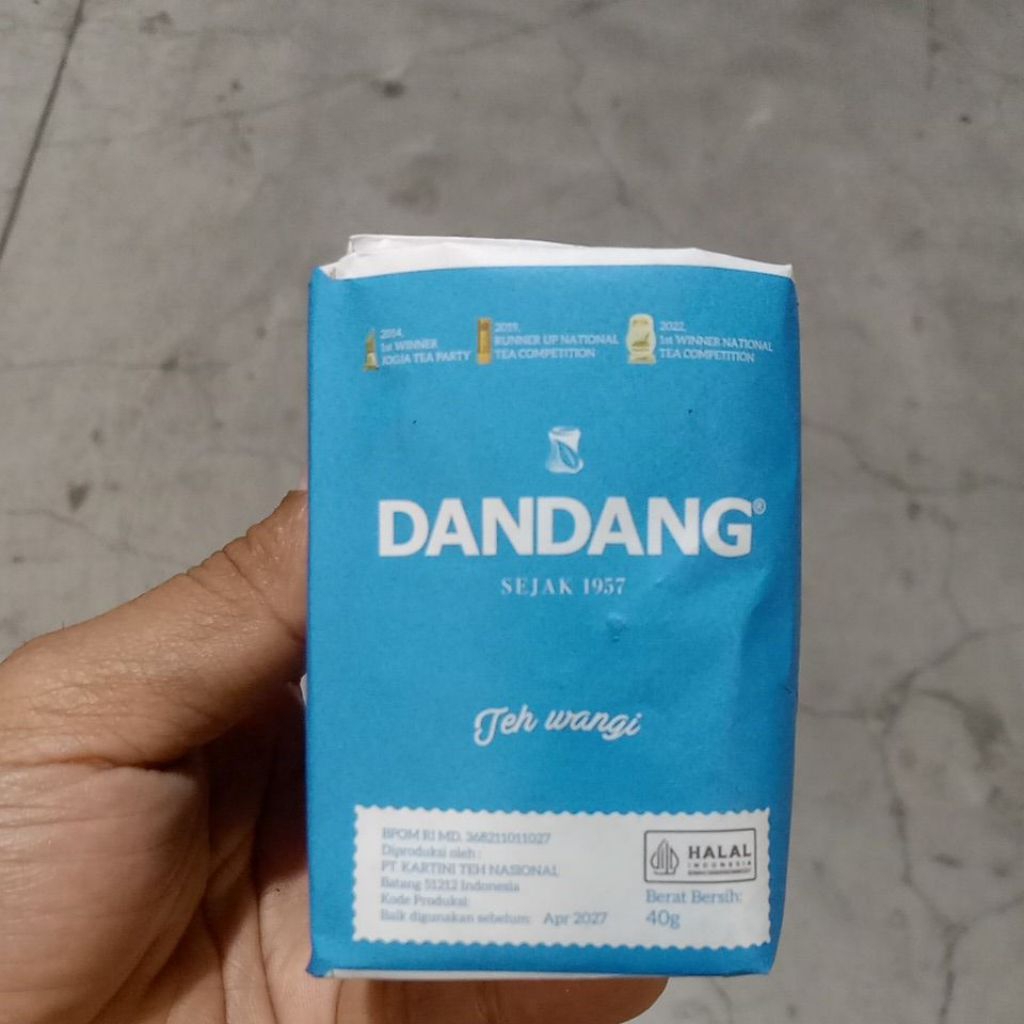 2014,
1st WINNER
JOGJA TEA PARTY
2019,
RUNNER UP NATIONAL
TEA COMPETITION
2022,
1st WINNER NATIONAL
TEA COMPETITION
DANDANG®
SEJAK 1957
Teh wangi
BPOM RI MD. 368211011027
Diproduksi oleh :
PT. KARTINI TEH NASIONAL
Batang 51212 Indonesia
Kode Produksi:
Baik digunakan sebelum: Apr 2027
HALAL
INDONESIA
Berat Bersih:
40g